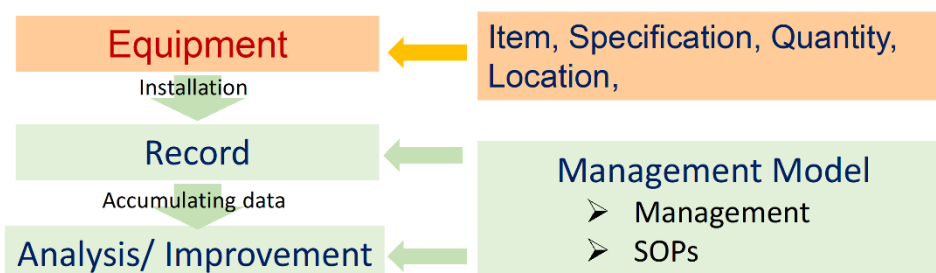 Equipment
Item, Specification, Quantity,
Location,
Installation
Record
Management Model
Accumulating data
➢ Management
Analysis/ Improvement
➢ SOPs